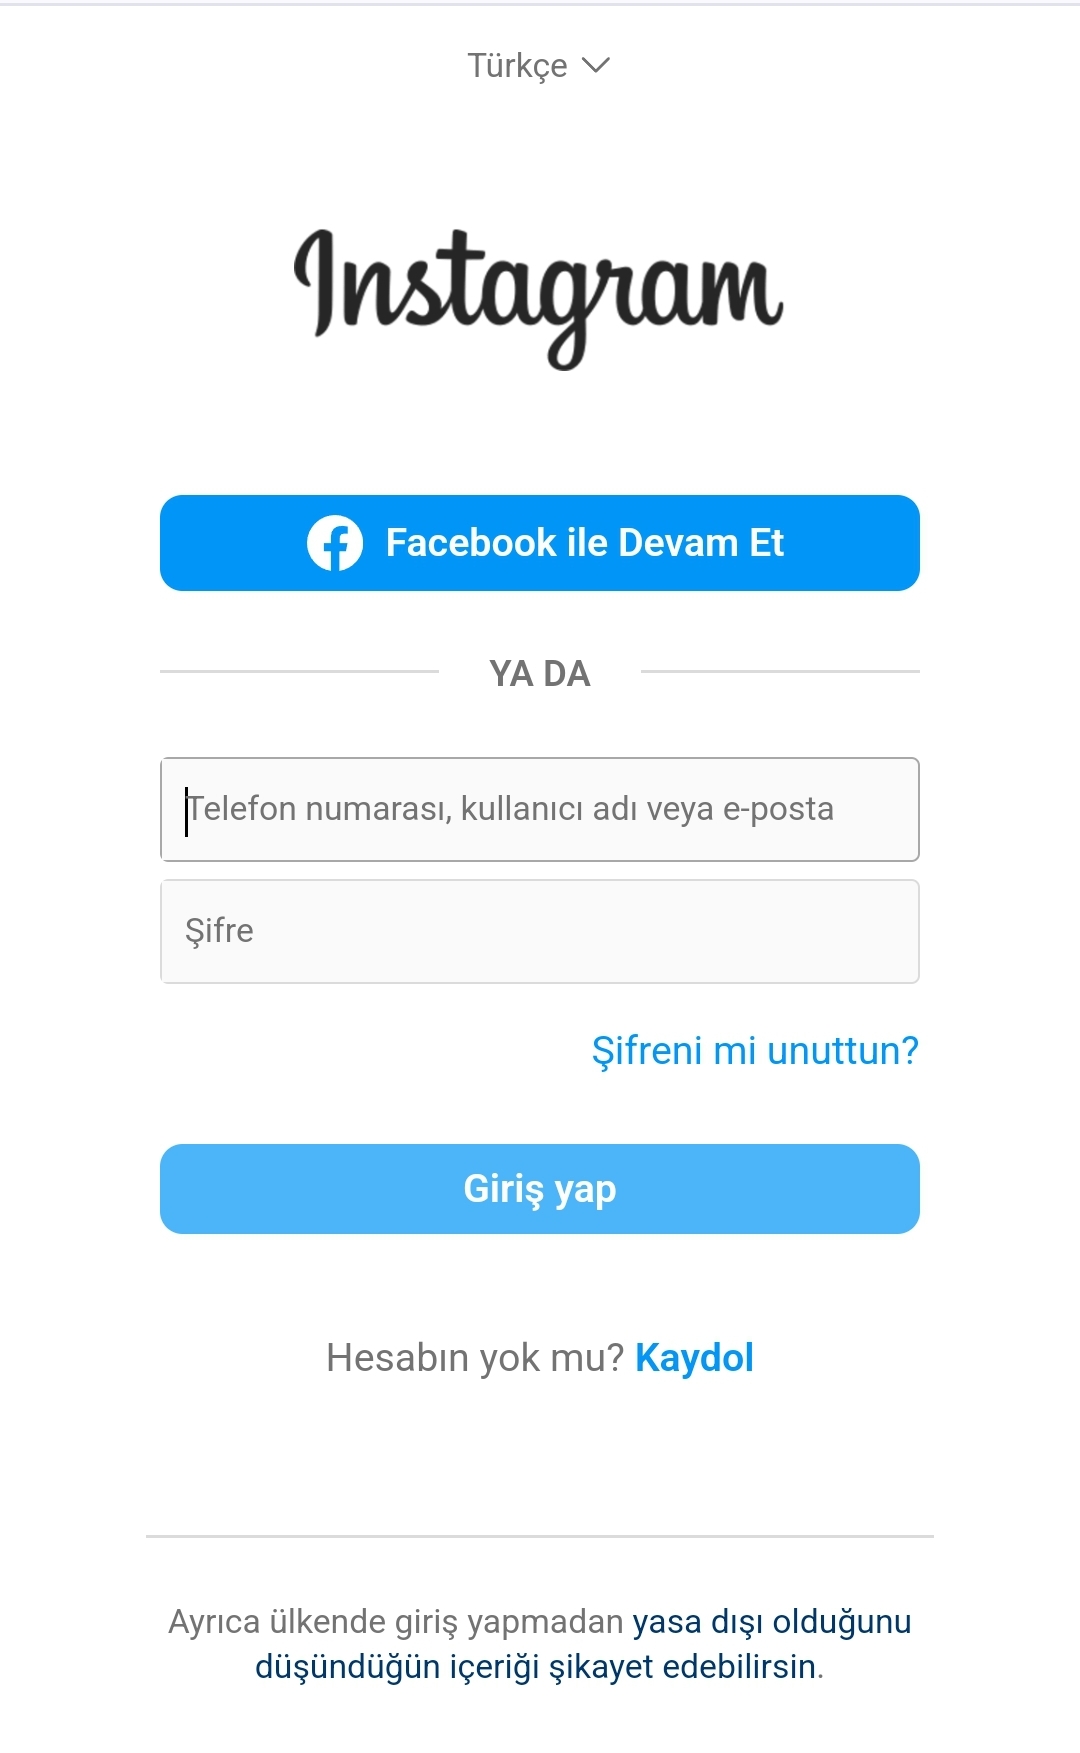 Türkçe
Instagram
Facebook ile Devam Et
YA DA
Telefon numarası, kullanıcı adı veya e-posta
Şifre
Şifreni mi unuttun?
Giriş yap
Hesabın yok mu? Kaydol
Ayrıca ülkende giriş yapmadan yasa dışı olduğunu
düşündüğün içeriği şikayet edebilirsin.